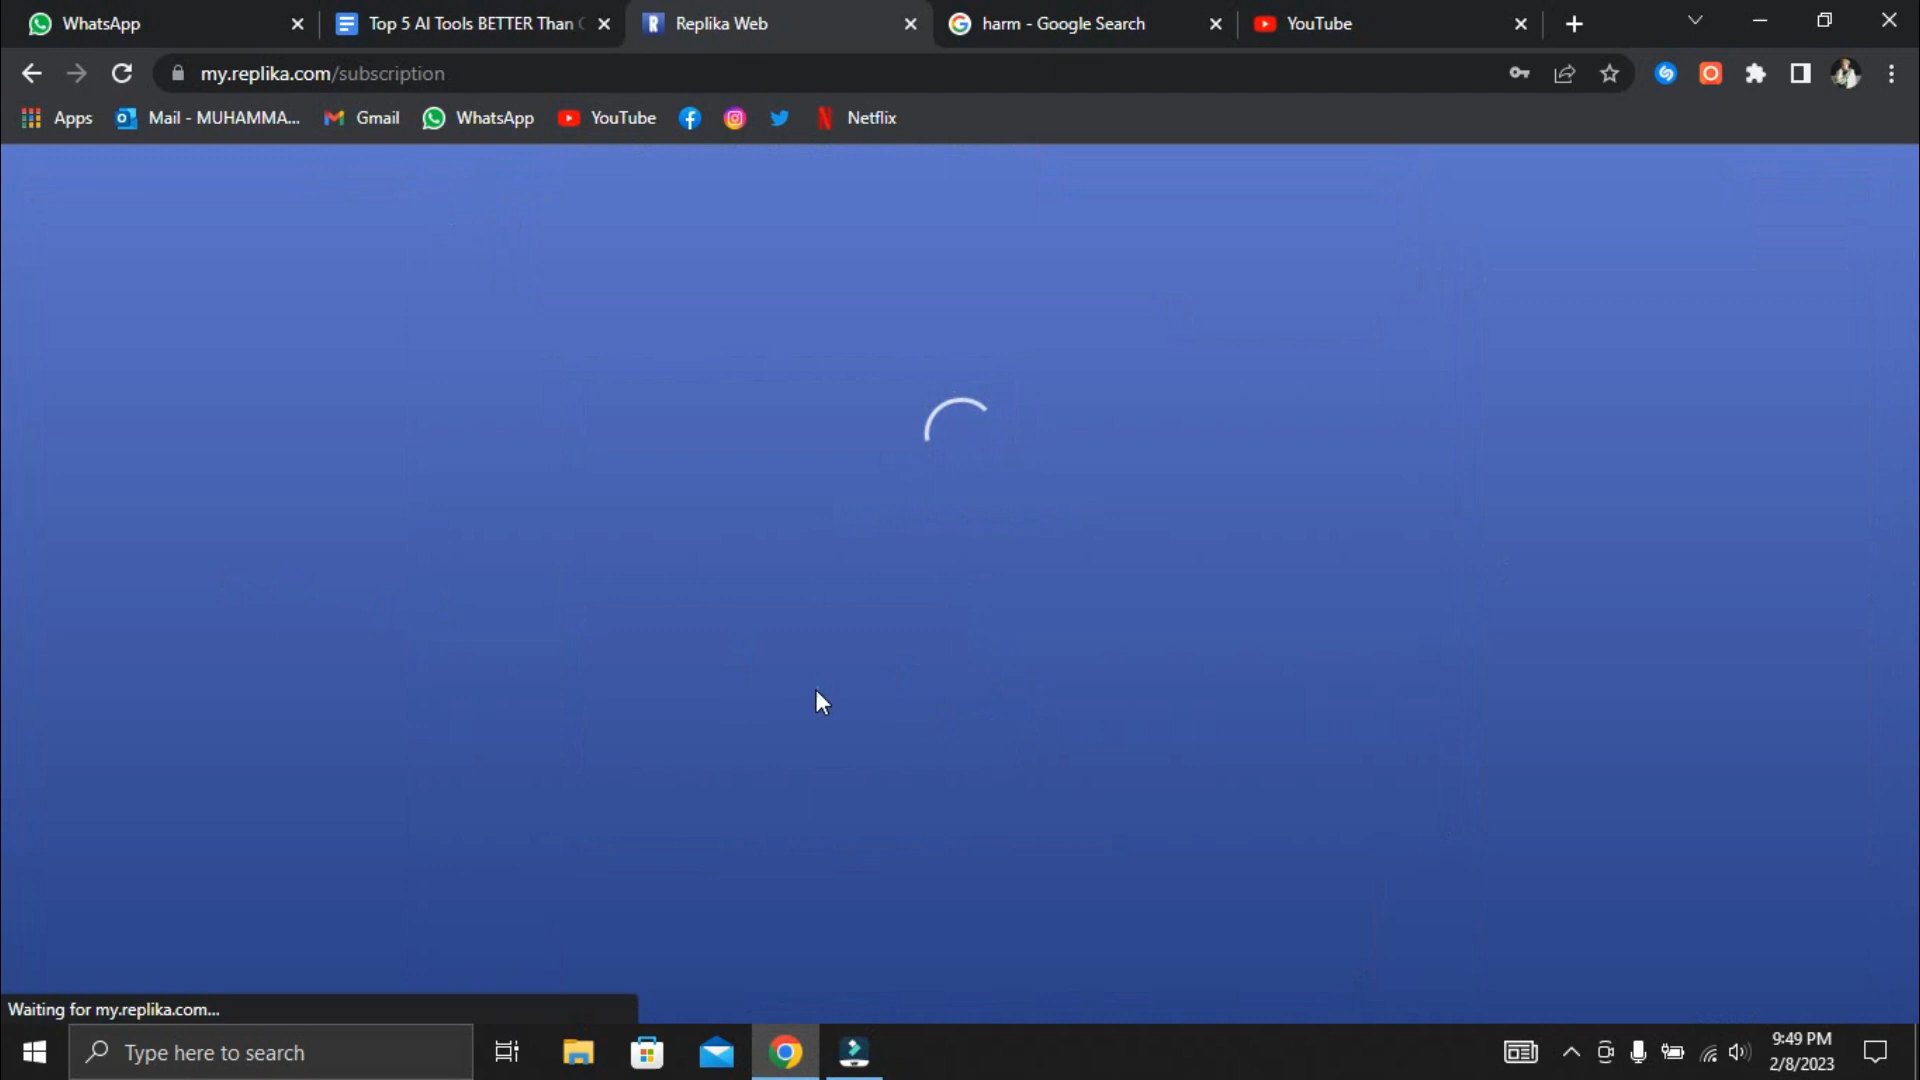 WhatsApp
Top 5 AI Tools BETTER Than
Replika Web
harm - Google Search
YouTube
my.replika.com/subscription
Apps
Mail - MUHAMMA...
Gmail
WhatsApp
YouTube
Netflix
Waiting for my.replika.com...
Type here to search
9:49 PM
2/8/2023